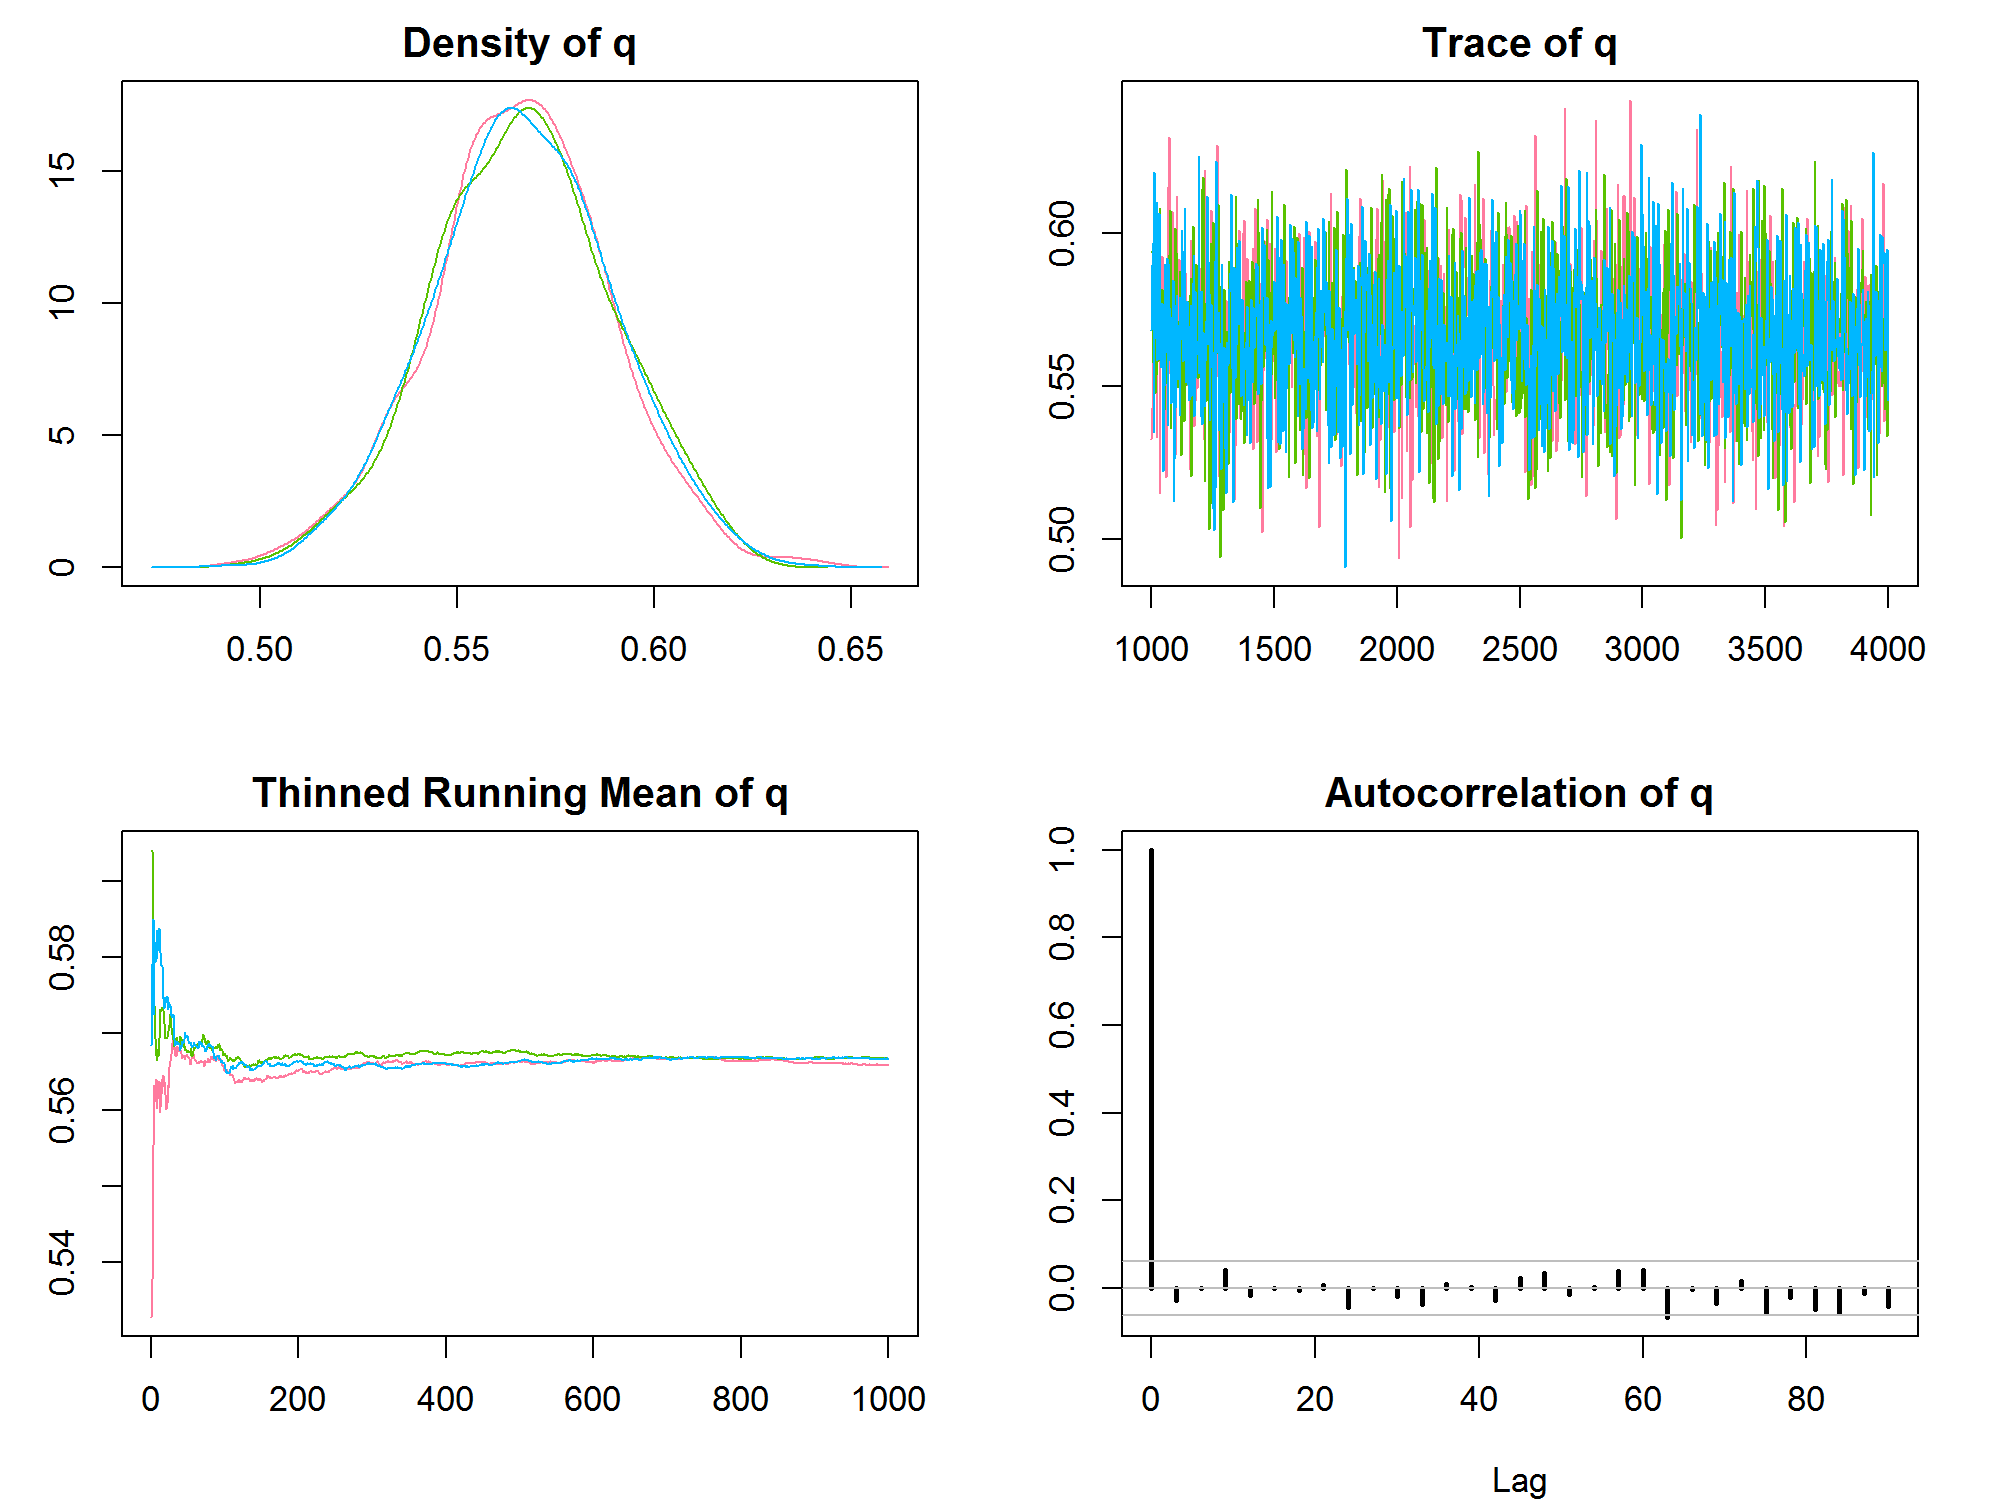 Density of q
15
10
5
0
0.50 0.55 0.60 0.65
Trace of q
0.60
0.55
0.50
1000 1500 2000 2500 3000 3500 4000
Thinned Running Mean of q
0.58
0.56
0.54
0 200 400 600 800 1000
Autocorrelation of q
1.0
0.8
0.6
0.4
0.2
0.0
0 20 40 60 80
Lag